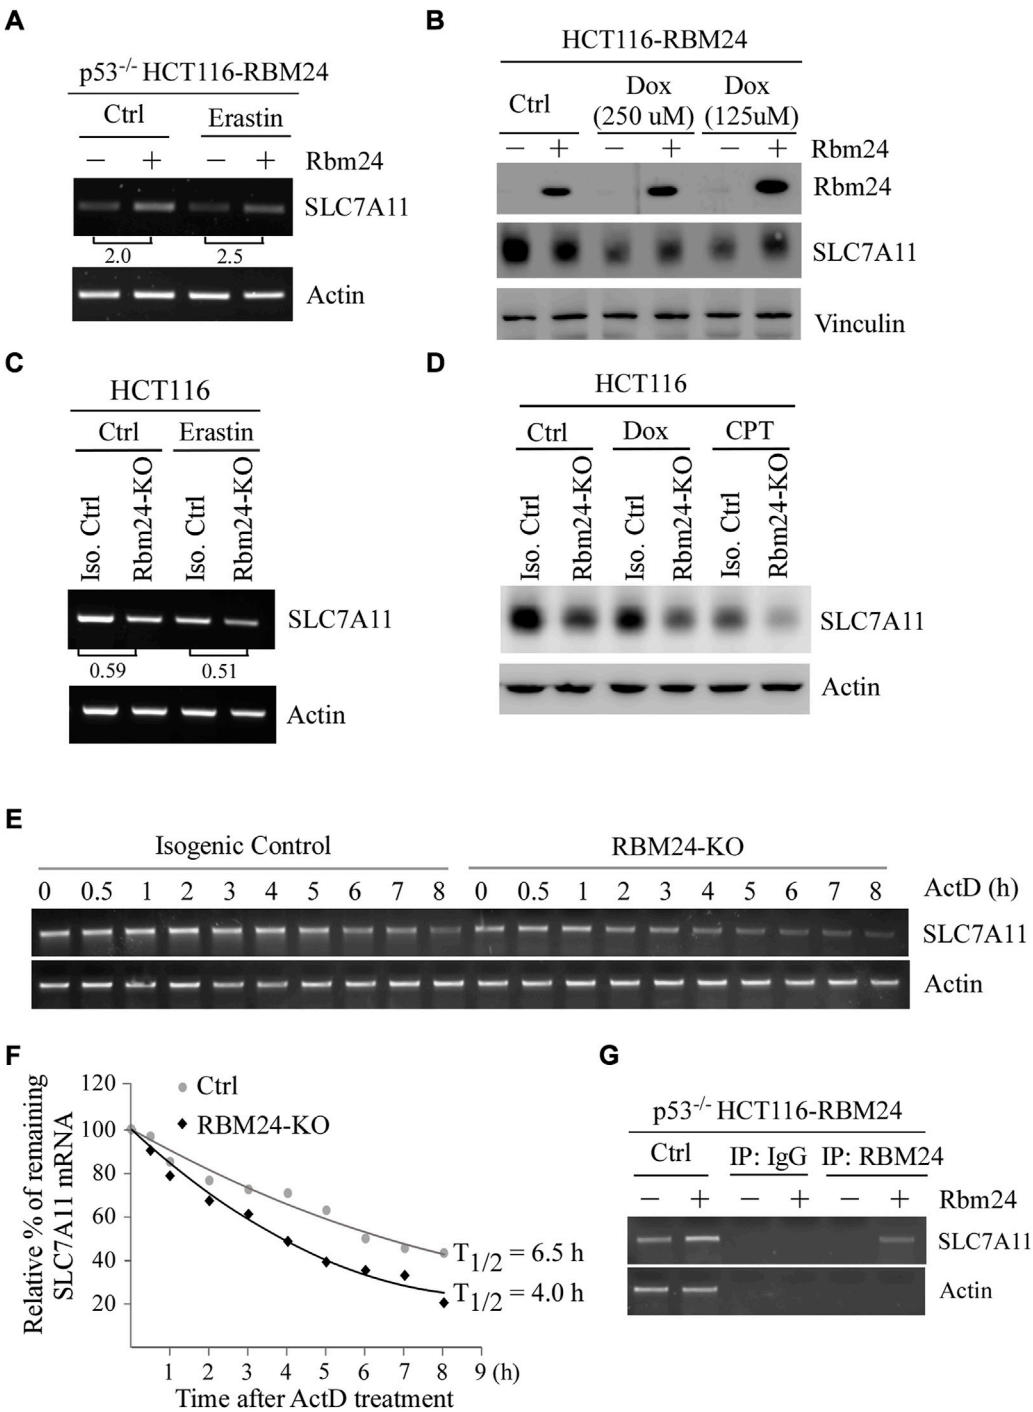 A
p53-/- HCT116-RBM24
Ctrl Erastin
− + − + Rbm24
SLC7A11
2.0 2.5
Actin
B
HCT116-RBM24
Ctrl Dox (250 uM) Dox (125uM)
− + − + − + Rbm24
Rbm24
SLC7A11
Vinculin
C
HCT116
Ctrl Erastin
Iso. Ctrl Rbm24-KO Iso. Ctrl Rbm24-KO
SLC7A11
0.59 0.51
Actin
D
HCT116
Ctrl Dox CPT
Iso. Ctrl Rbm24-KO Iso. Ctrl Rbm24-KO Iso. Ctrl Rbm24-KO
SLC7A11
Actin
E
Isogenic Control RBM24-KO
0 0.5 1 2 3 4 5 6 7 8 0 0.5 1 2 3 4 5 6 7 8 ActD (h)
SLC7A11
Actin
F
Relative % of remaining
SLC7A11 mRNA
120
100
80
60
40
20
Ctrl
RBM24-KO
T1/2 = 6.5 h
T1/2 = 4.0 h
1 2 3 4 5 6 7 8 9 (h)
Time after ActD treatment
G
p53-/- HCT116-RBM24
Ctrl IP: IgG IP: RBM24
− + − + − + Rbm24
SLC7A11
Actin